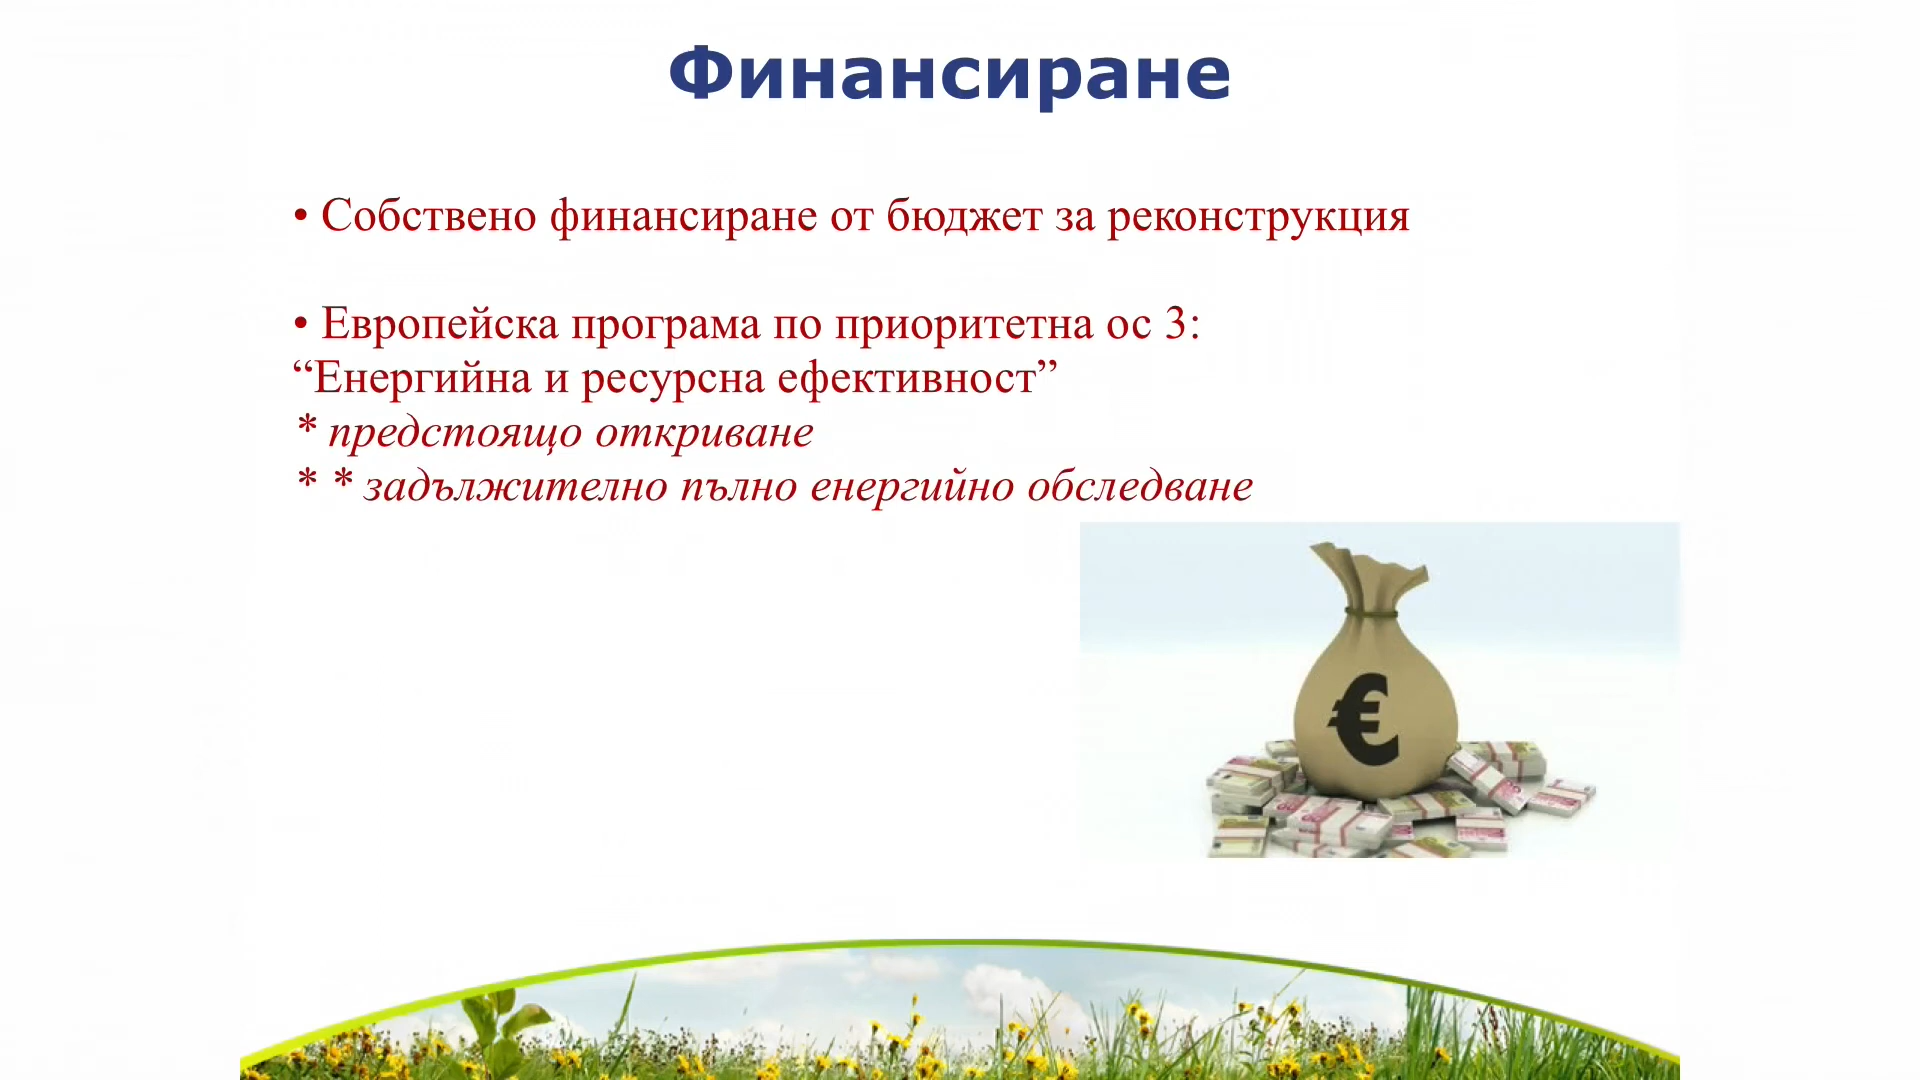 Финансиране
• Собствено финансиране от бюджет за реконструкция
• Европейска програма по приоритетна ос 3:
“Енергийна и ресурсна ефективност”
* предстоящо откриване
* * задължително пълно енергийно обследване
€